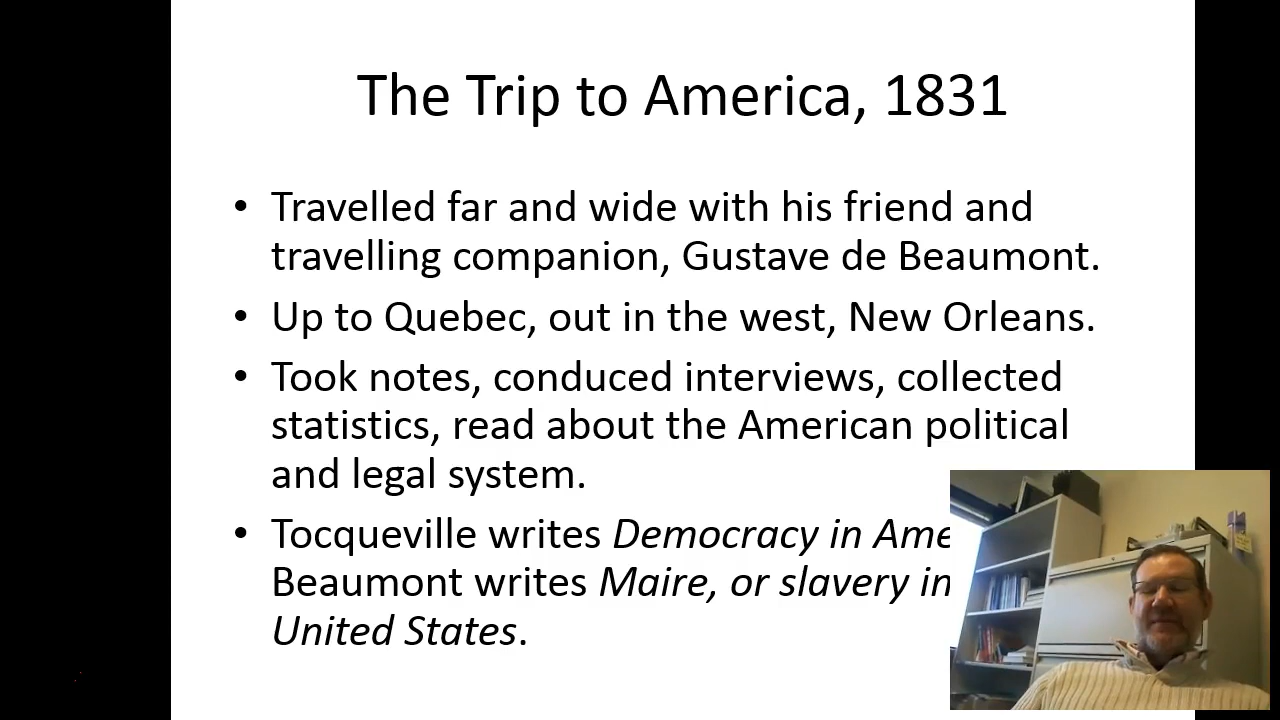 The Trip to America, 1831
• Travelled far and wide with his friend and
travelling companion, Gustave de Beaumont.
• Up to Quebec, out in the west, New Orleans.
• Took notes, conduced interviews, collected
statistics, read about the American political
and legal system.
• Tocqueville writes Democracy in Ame
Beaumont writes Maire, or slavery in
United States.